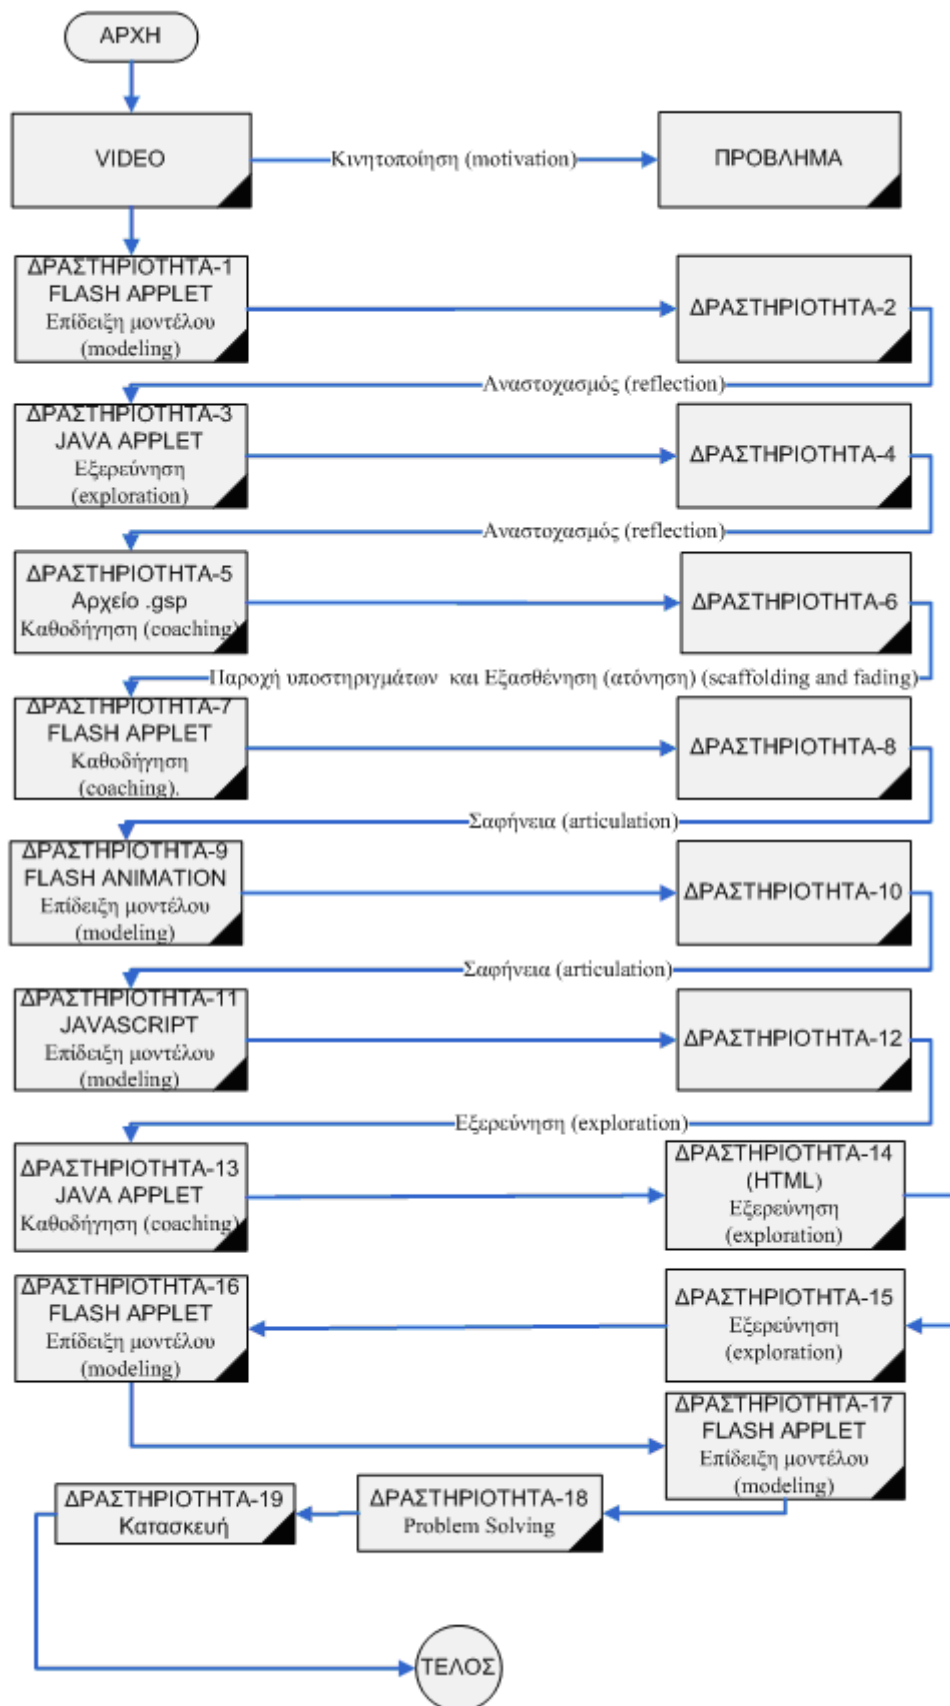 ΑΡΧΗ
VIDEO
Κινητοποίηση (motivation)
ΠΡΟΒΛΗΜΑ
ΔΡΑΣΤΗΡΙΟΤΗΤΑ-1
FLASH APPLET
Επίδειξη μοντέλου
(modeling)
ΔΡΑΣΤΗΡΙΟΤΗΤΑ-2
Αναστοχασμός (reflection)
ΔΡΑΣΤΗΡΙΟΤΗΤΑ-3
JAVA APPLET
Εξερεύνηση
(exploration)
ΔΡΑΣΤΗΡΙΟΤΗΤΑ-4
Αναστοχασμός (reflection)
ΔΡΑΣΤΗΡΙΟΤΗΤΑ-5
Αρχείο .gsp
Καθοδήγηση (coaching)
ΔΡΑΣΤΗΡΙΟΤΗΤΑ-6
Παροχή υποστηριγμάτων και Εξασθένηση (ατόνηση) (scaffolding and fading)
ΔΡΑΣΤΗΡΙΟΤΗΤΑ-7
FLASH APPLET
Καθοδήγηση
(coaching).
ΔΡΑΣΤΗΡΙΟΤΗΤΑ-8
Σαφήνεια (articulation)
ΔΡΑΣΤΗΡΙΟΤΗΤΑ-9
FLASH ANIMATION
Επίδειξη μοντέλου
(modeling)
ΔΡΑΣΤΗΡΙΟΤΗΤΑ-10
Σαφήνεια (articulation)
ΔΡΑΣΤΗΡΙΟΤΗΤΑ-11
JAVASCRIPT
Επίδειξη μοντέλου
(modeling)
ΔΡΑΣΤΗΡΙΟΤΗΤΑ-12
Εξερεύνηση (exploration)
ΔΡΑΣΤΗΡΙΟΤΗΤΑ-13
JAVA APPLET
Καθοδήγηση (coaching)
ΔΡΑΣΤΗΡΙΟΤΗΤΑ-14
(HTML)
Εξερεύνηση
(exploration)
ΔΡΑΣΤΗΡΙΟΤΗΤΑ-16
FLASH APPLET
Επίδειξη μοντέλου
(modeling)
ΔΡΑΣΤΗΡΙΟΤΗΤΑ-15
Εξερεύνηση
(exploration)
ΔΡΑΣΤΗΡΙΟΤΗΤΑ-17
FLASH APPLET
Επίδειξη μοντέλου
(modeling)
ΔΡΑΣΤΗΡΙΟΤΗΤΑ-19
Κατασκευή
ΔΡΑΣΤΗΡΙΟΤΗΤΑ-18
Problem Solving
ΤΕΛΟΣ